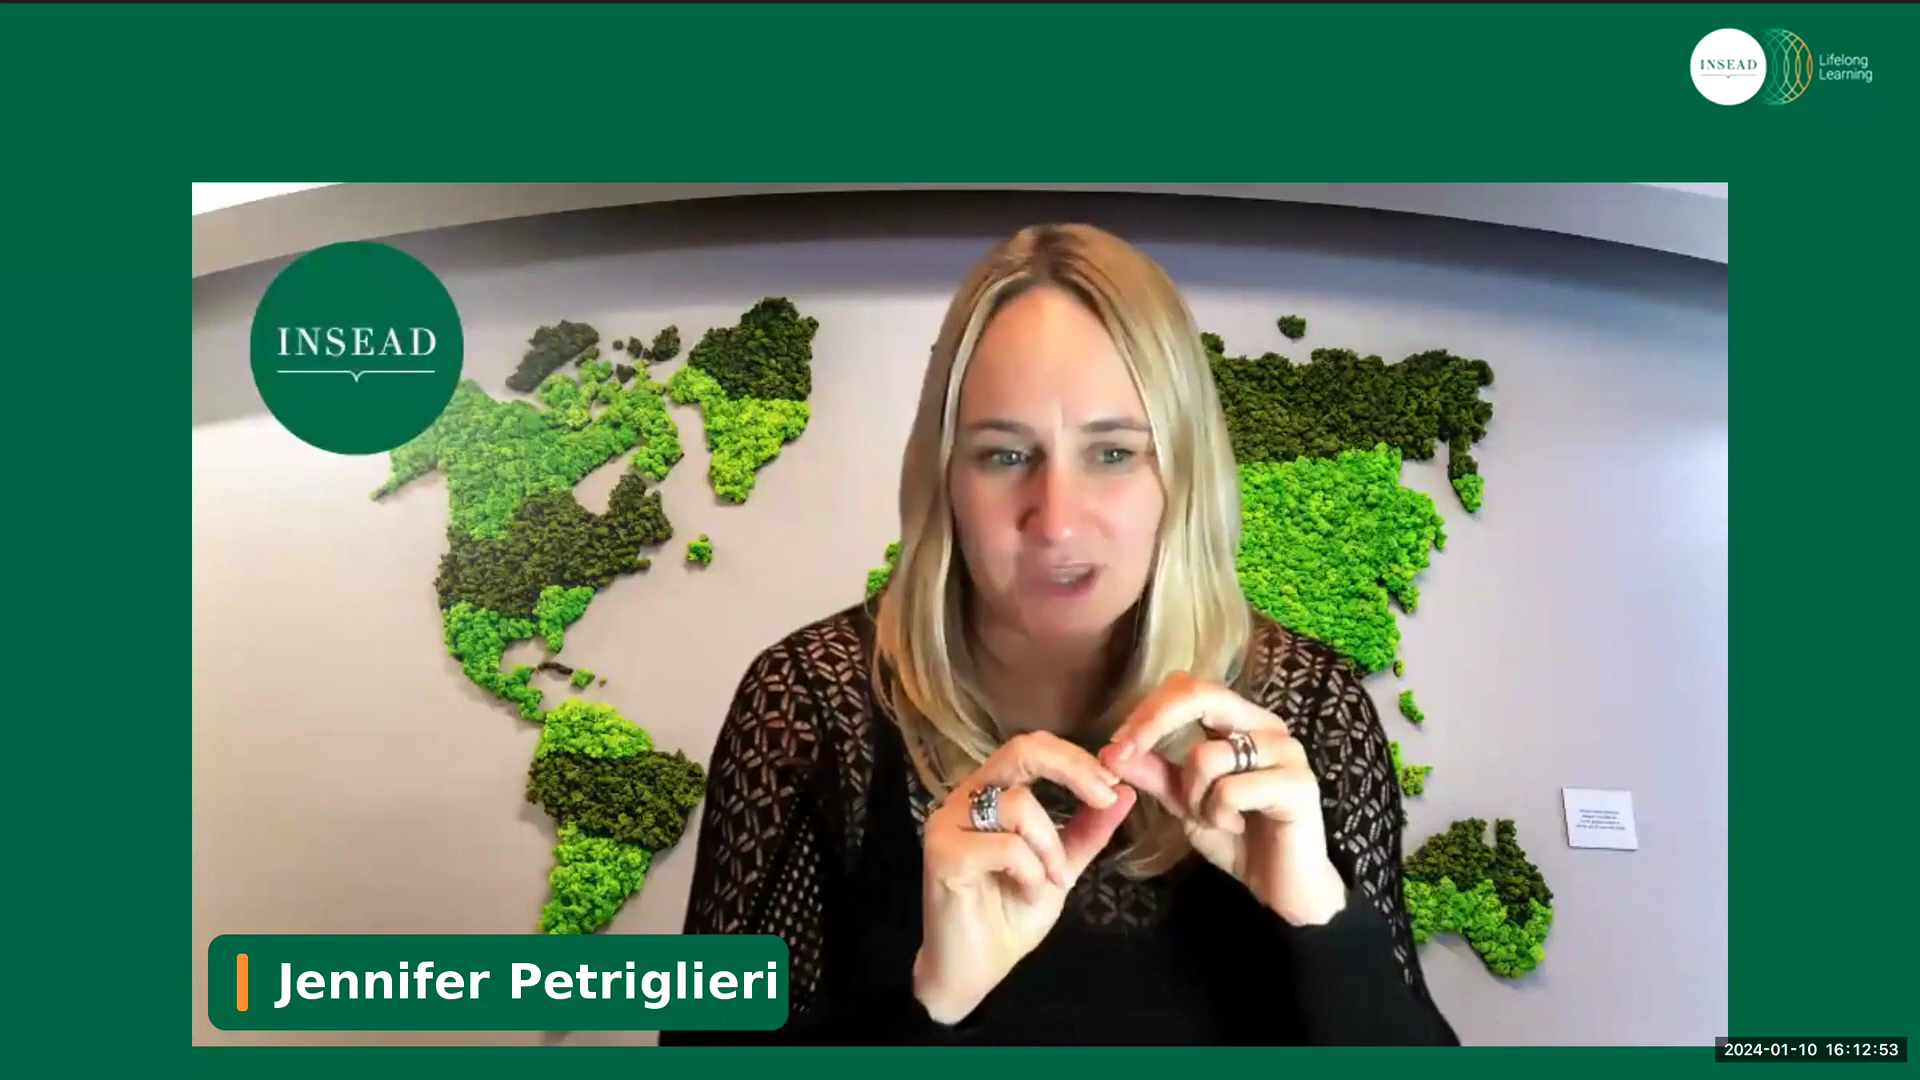 INSEAD
Lifelong
Learning
INSEAD
Jennifer Petriglieri
2024-01-10 16:12:53